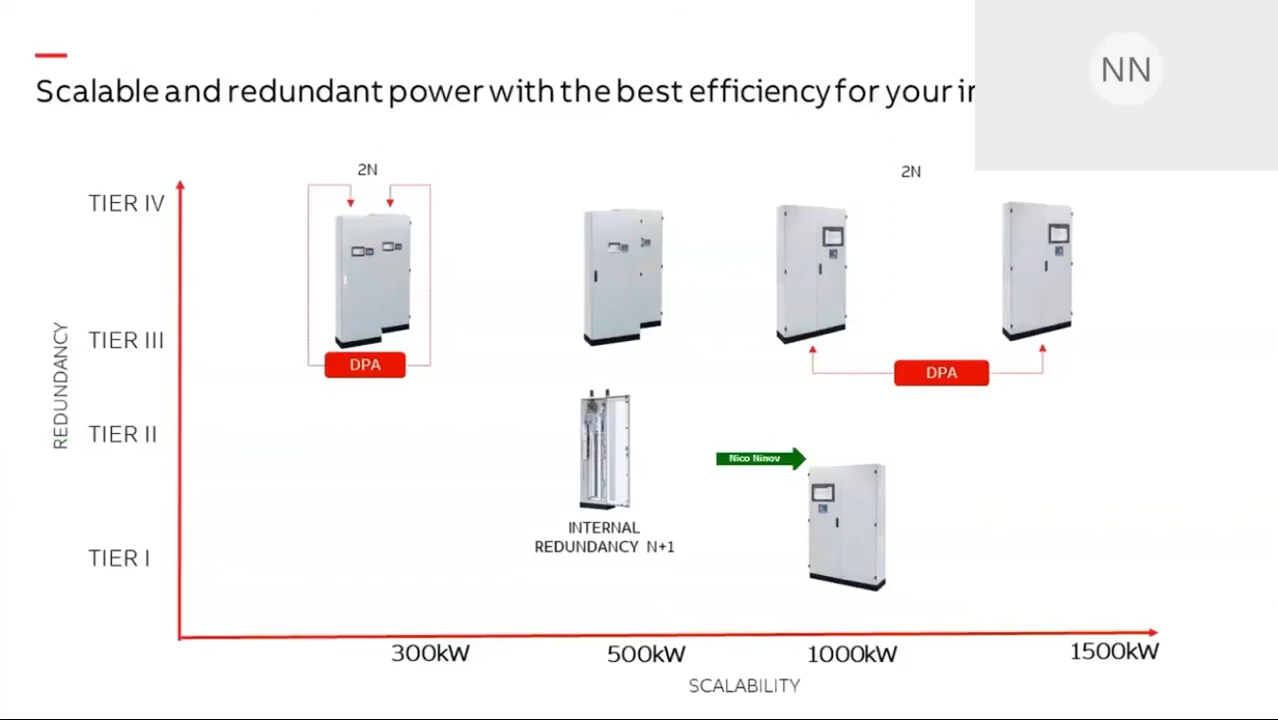 NN
Scalable and redundant power with the best efficiency for your
2N
2N
TIER IV
TIER III
DPA
DPA
REDUNDANCY
TIER II
Nico Ninov
INTERNAL
REDUNDANCY N+1
TIER I
300kW
500kW
1000kW
1500kW
SCALABILITY